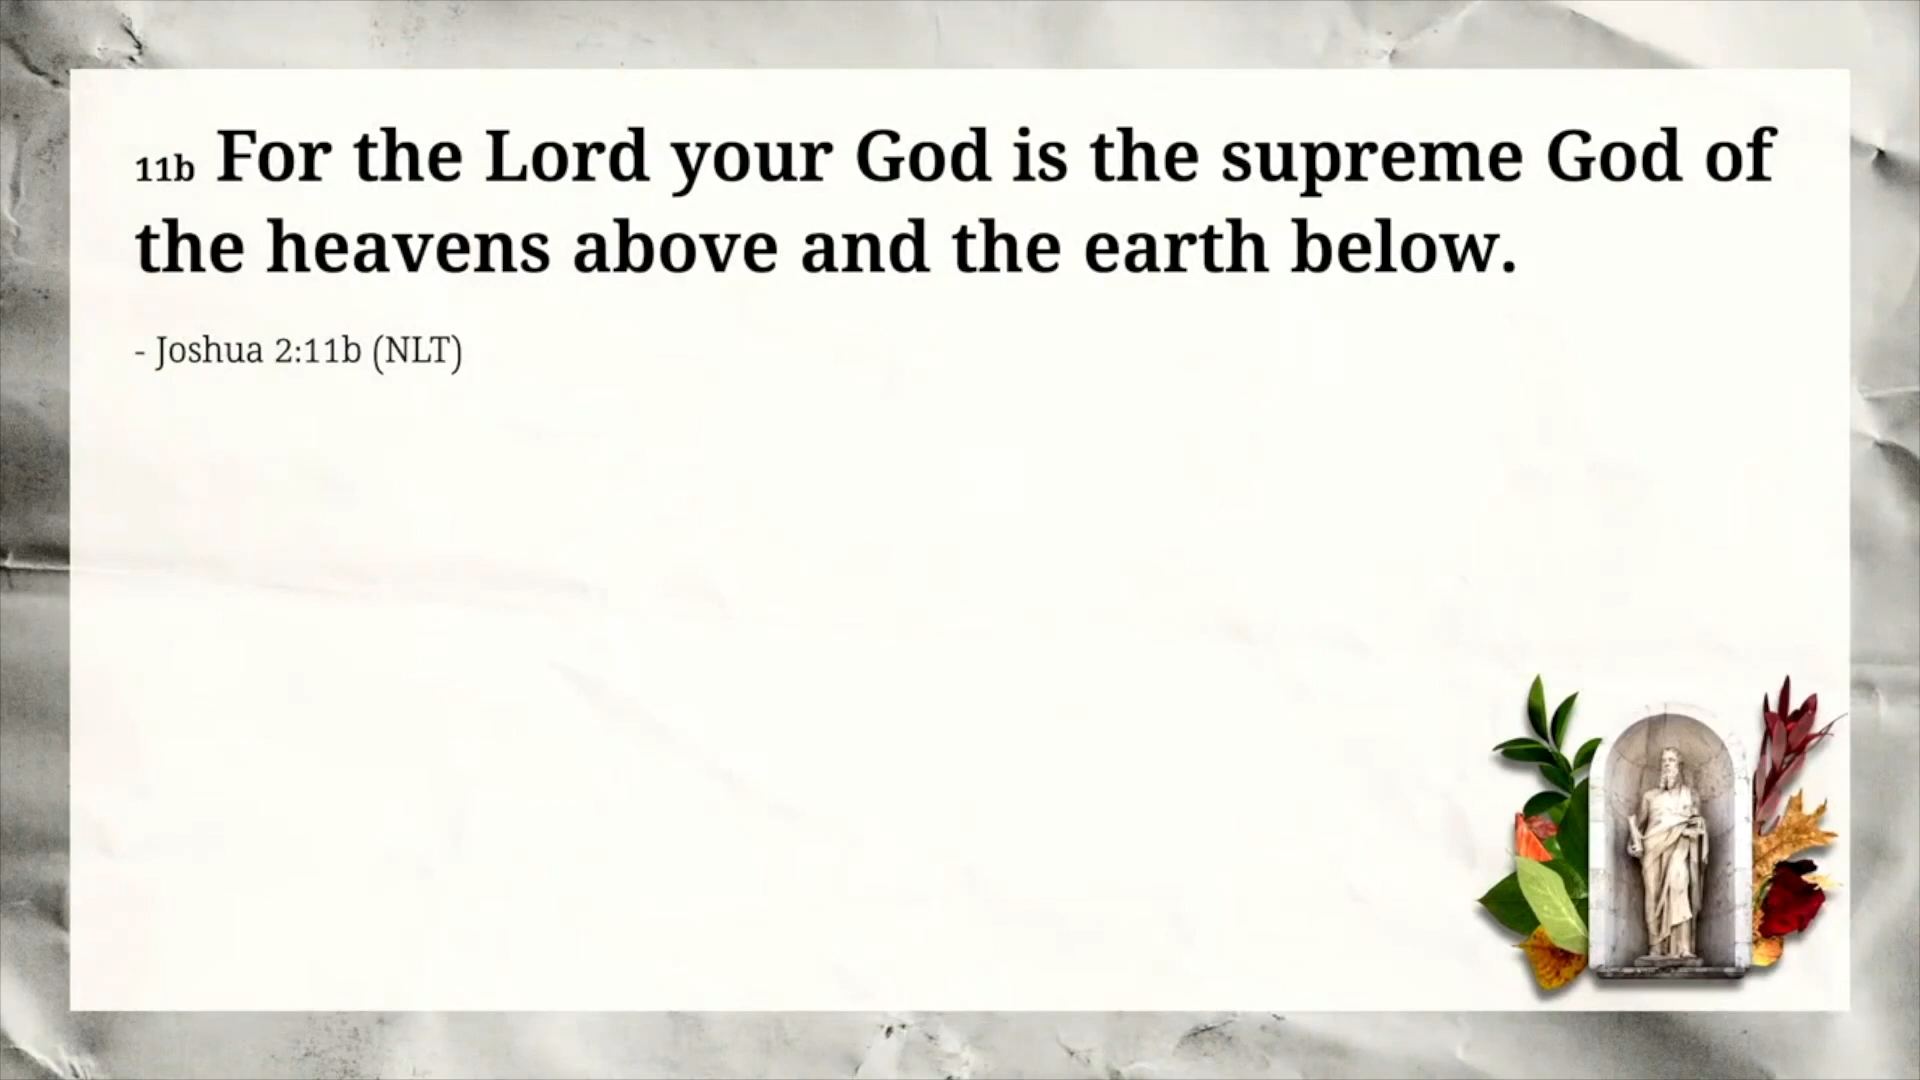 11b For the Lord your God is the supreme God of
the heavens above and the earth below.
- Joshua 2:11b (NLT)